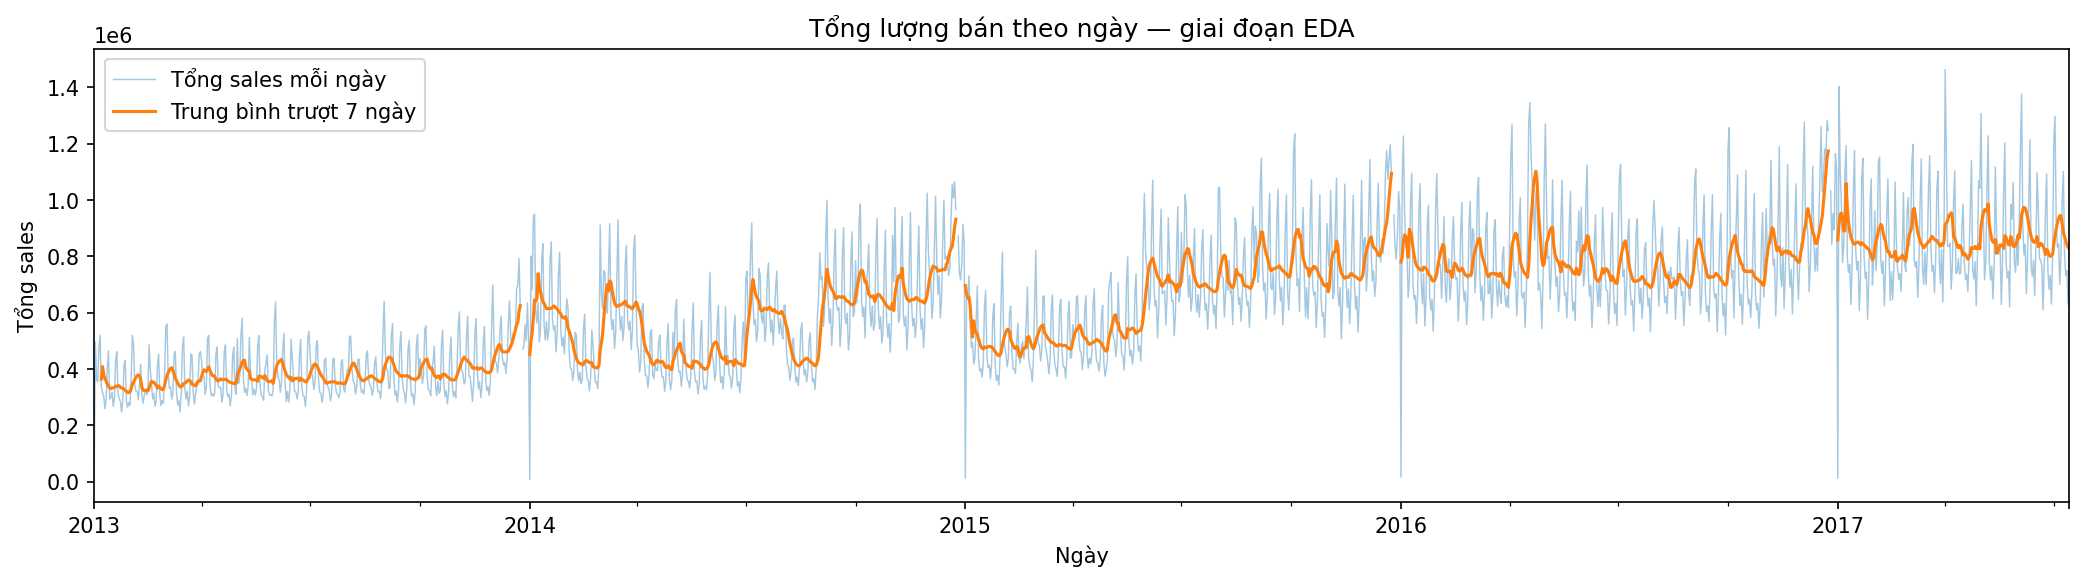 Tổng lượng bán theo ngày — giai đoạn EDA
1e6
Tổng sales mỗi ngày
Trung bình trượt 7 ngày
Tổng sales
1.4
1.2
1.0
0.8
0.6
0.4
0.2
0.0
2013 2014 2015 2016 2017
Ngày